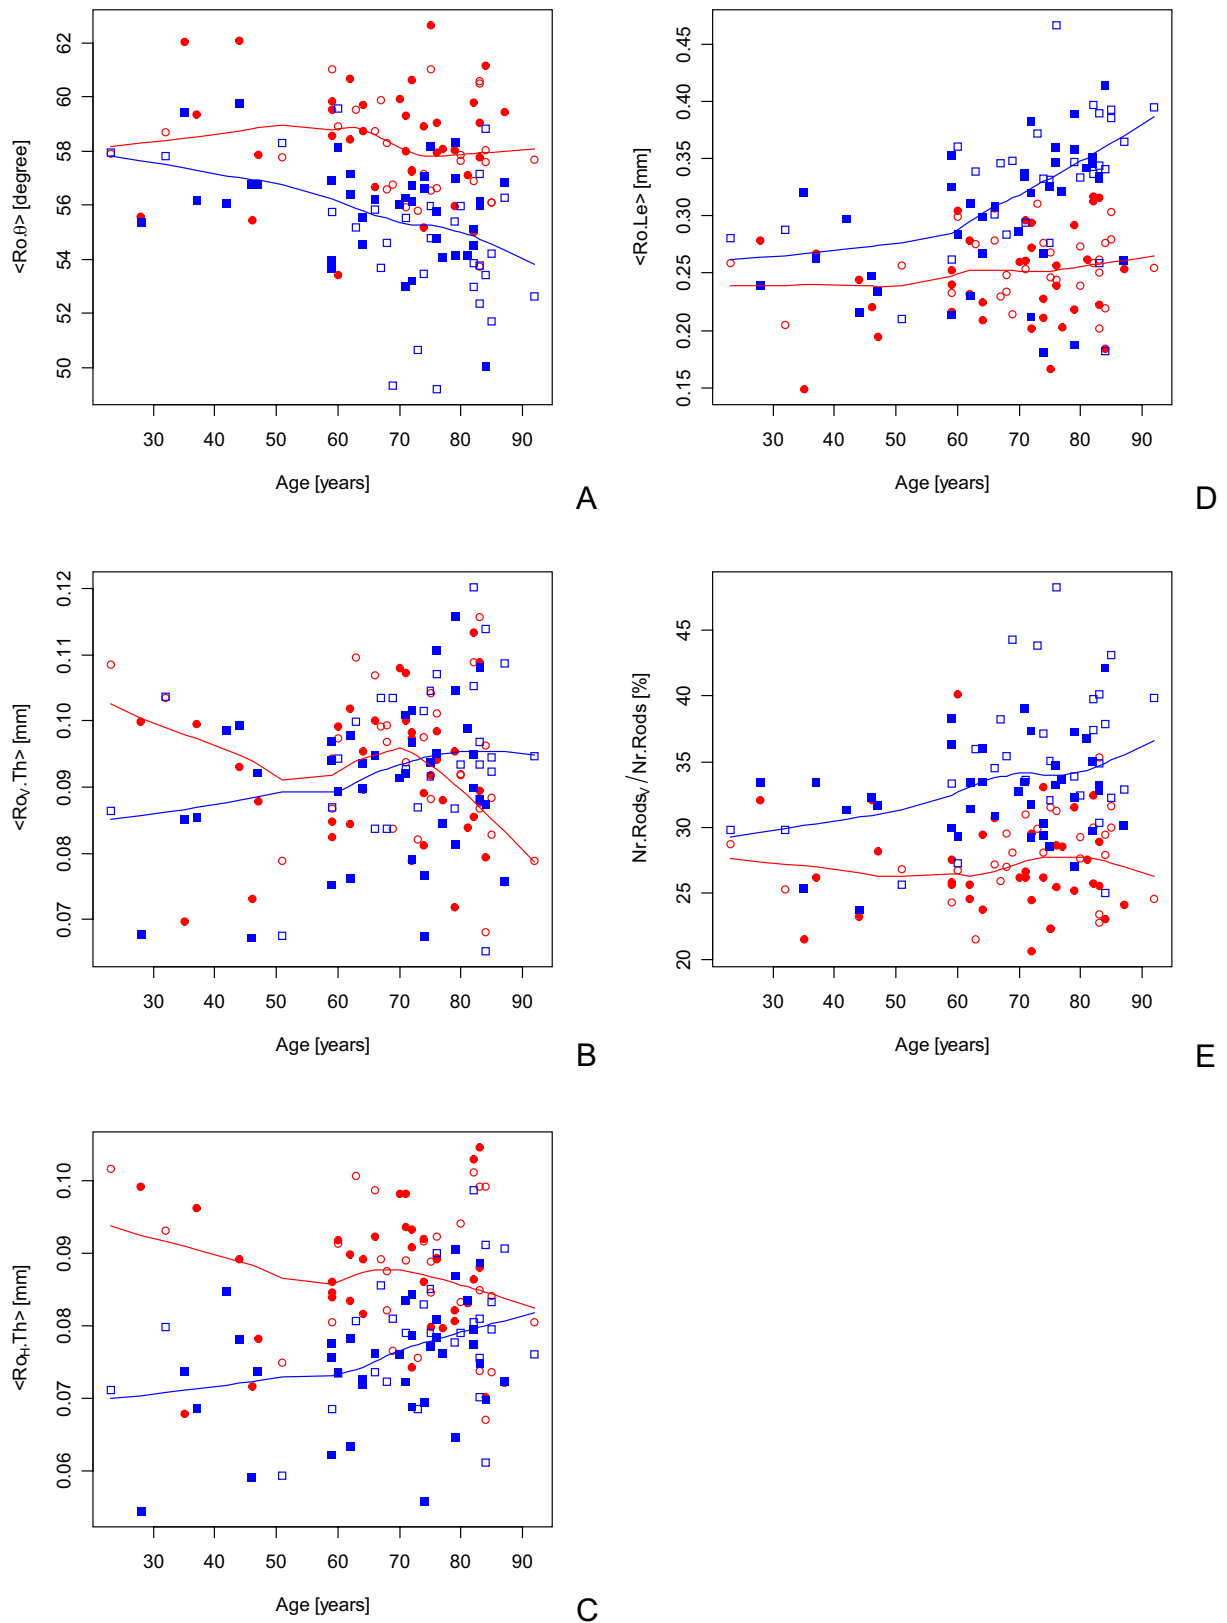 62
60
58
56
54
52
50
<Ro.θ> [degree]
30 40 50 60 70 80 90
Age [years]
A
0.45
0.40
0.35
0.30
0.25
0.20
0.15
<Ro.Le> [mm]
30 40 50 60 70 80 90
Age [years]
D
0.12
0.11
0.10
0.09
0.08
0.07
<Ro_V.Th> [mm]
30 40 50 60 70 80 90
Age [years]
B
45
40
35
30
25
20
Nr.Rods_V / Nr.Rods [%]
30 40 50 60 70 80 90
Age [years]
E
0.10
0.09
0.08
0.07
0.06
<Ro_H.Th> [mm]
30 40 50 60 70 80 90
Age [years]
C